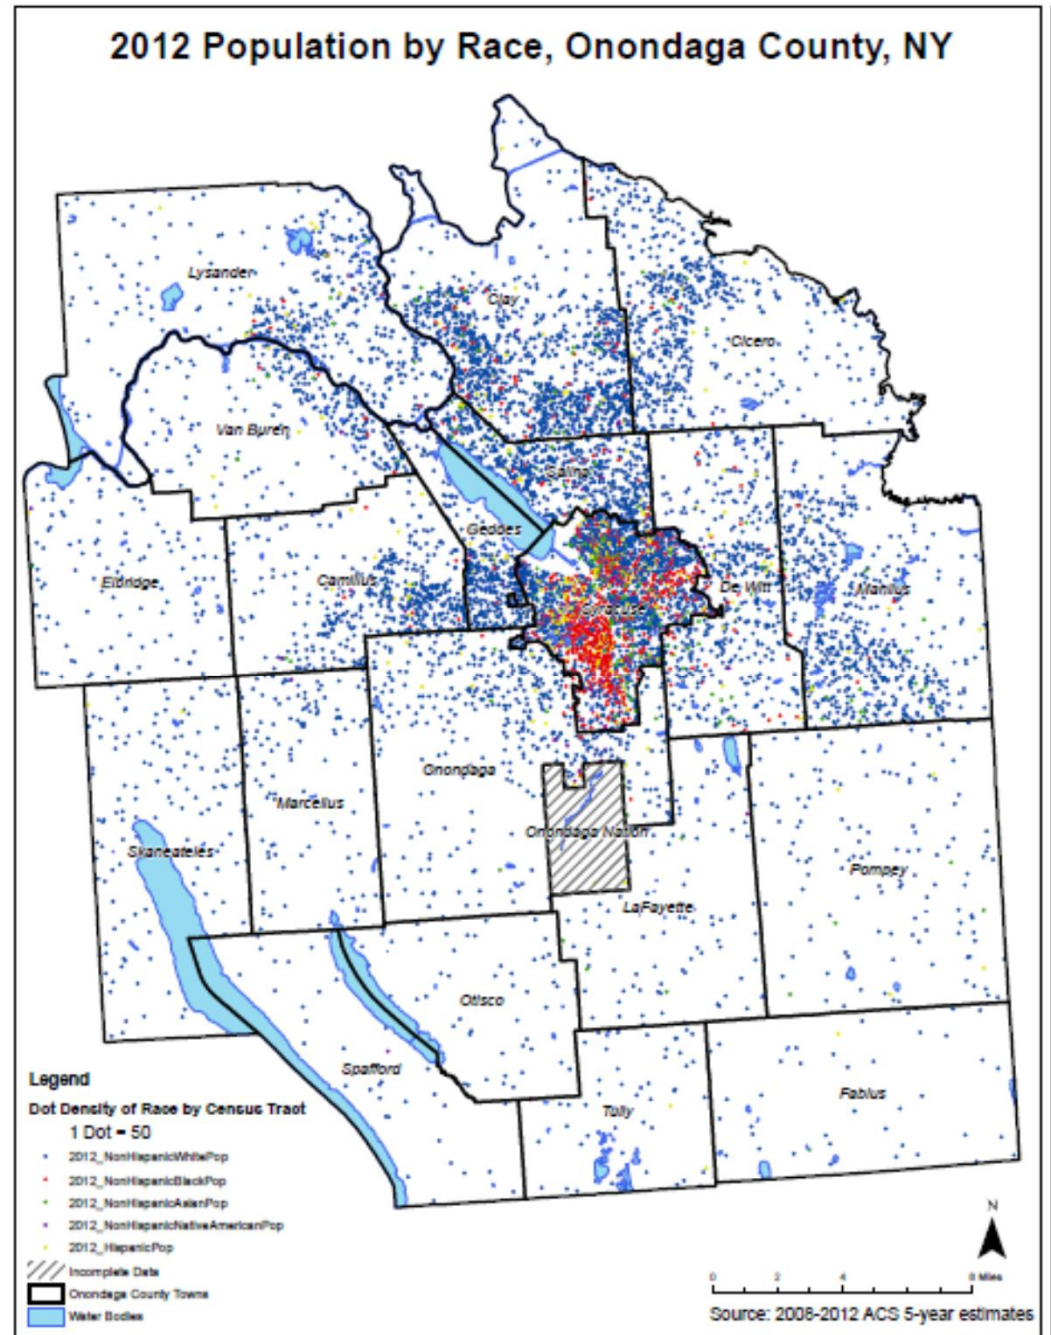 2012 Population by Race, Onondaga County, NY
Lysander
Clay
Cicero
Van Buren
Salina
Geddes
Elbridge
Camillus
Syracuse
De Witt
Manlius
Onondaga
Marcellus
Onondaga Nation
Skaneateles
Pompey
LaFayette
Otisco
Spafford
Tully
Fabius
Legend
Dot Density of Race by Census Tract
1 Dot = 50
2012_NonHispanicWhitePop
2012_NonHispanicBlackPop
2012_NonHispanicAsianPop
2012_NonHispanicNativeAmericanPop
2012_HispanicPop
Incomplete Data
Onondaga County Towns
Water Bodies
N
0 2 4 8 Miles
Source: 2008-2012 ACS 5-year estimates